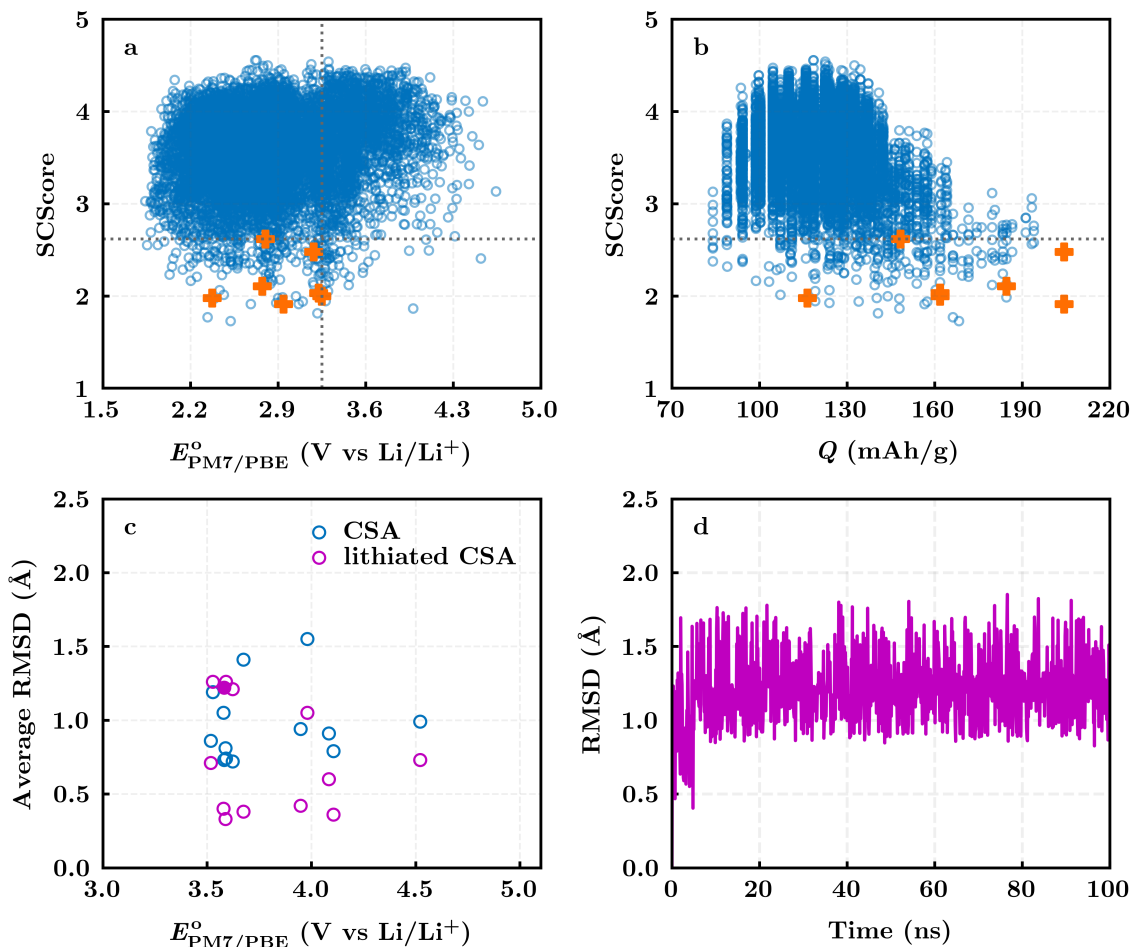 a
5
4
3
2
1
SCScore
1.5 2.2 2.9 3.6 4.3 5.0
E°PM7/PBE (V vs Li/Li⁺)
b
5
4
3
2
1
SCScore
70 100 130 160 190 220
Q (mAh/g)
c
CSA
lithiated CSA
2.5
2.0
1.5
1.0
0.5
0.0
Average RMSD (Å)
3.0 3.5 4.0 4.5 5.0
E°PM7/PBE (V vs Li/Li⁺)
d
2.5
2.0
1.5
1.0
0.5
0.0
RMSD (Å)
0 20 40 60 80 100
Time (ns)